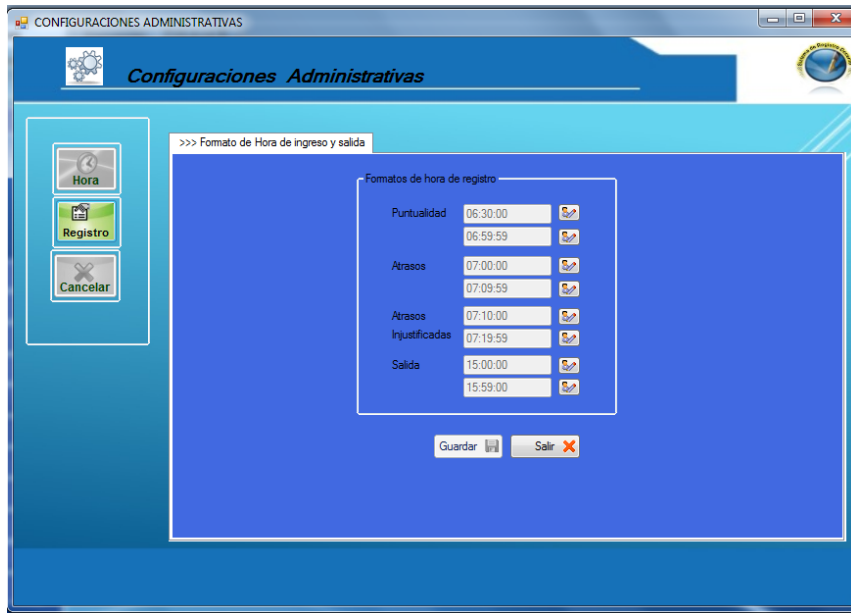 CONFIGURACIONES ADMINISTRATIVAS
Configuraciones Administrativas
>>> Formato de Hora de ingreso y salida
Hora
Registro
Cancelar
Formatos de hora de registro
Puntualidad 06:30:00
06:59:59
Atrasos 07:00:00
07:09:59
Atrasos 07:10:00
Injustificadas 07:19:59
Salida 15:00:00
15:59:00
Guardar Salir